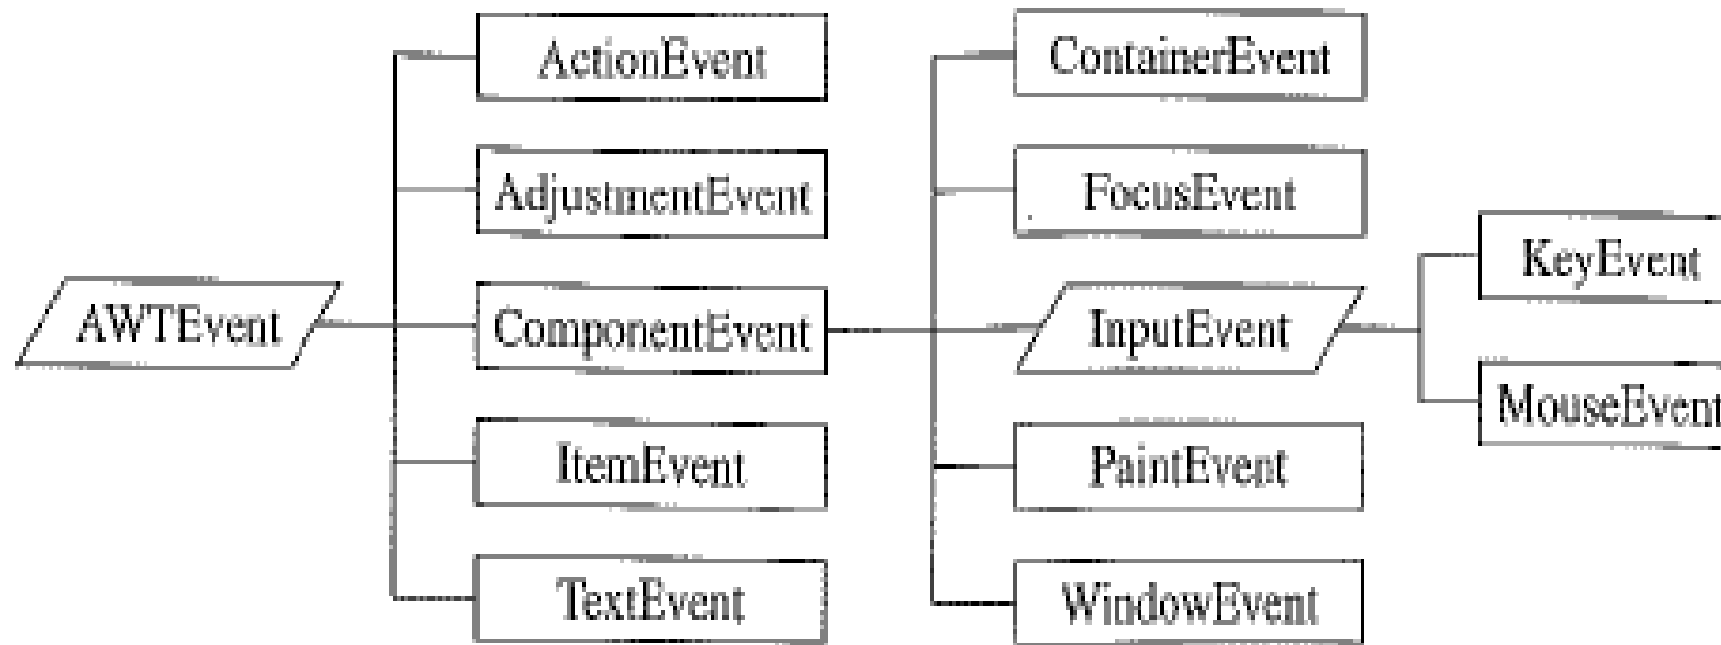 ActionEvent
ContainerEvent
AdjustmentEvent
FocusEvent
KeyEvent
AWTEvent
ComponentEvent
InputEvent
MouseEvent
ItemEvent
PaintEvent
TextEvent
WindowEvent